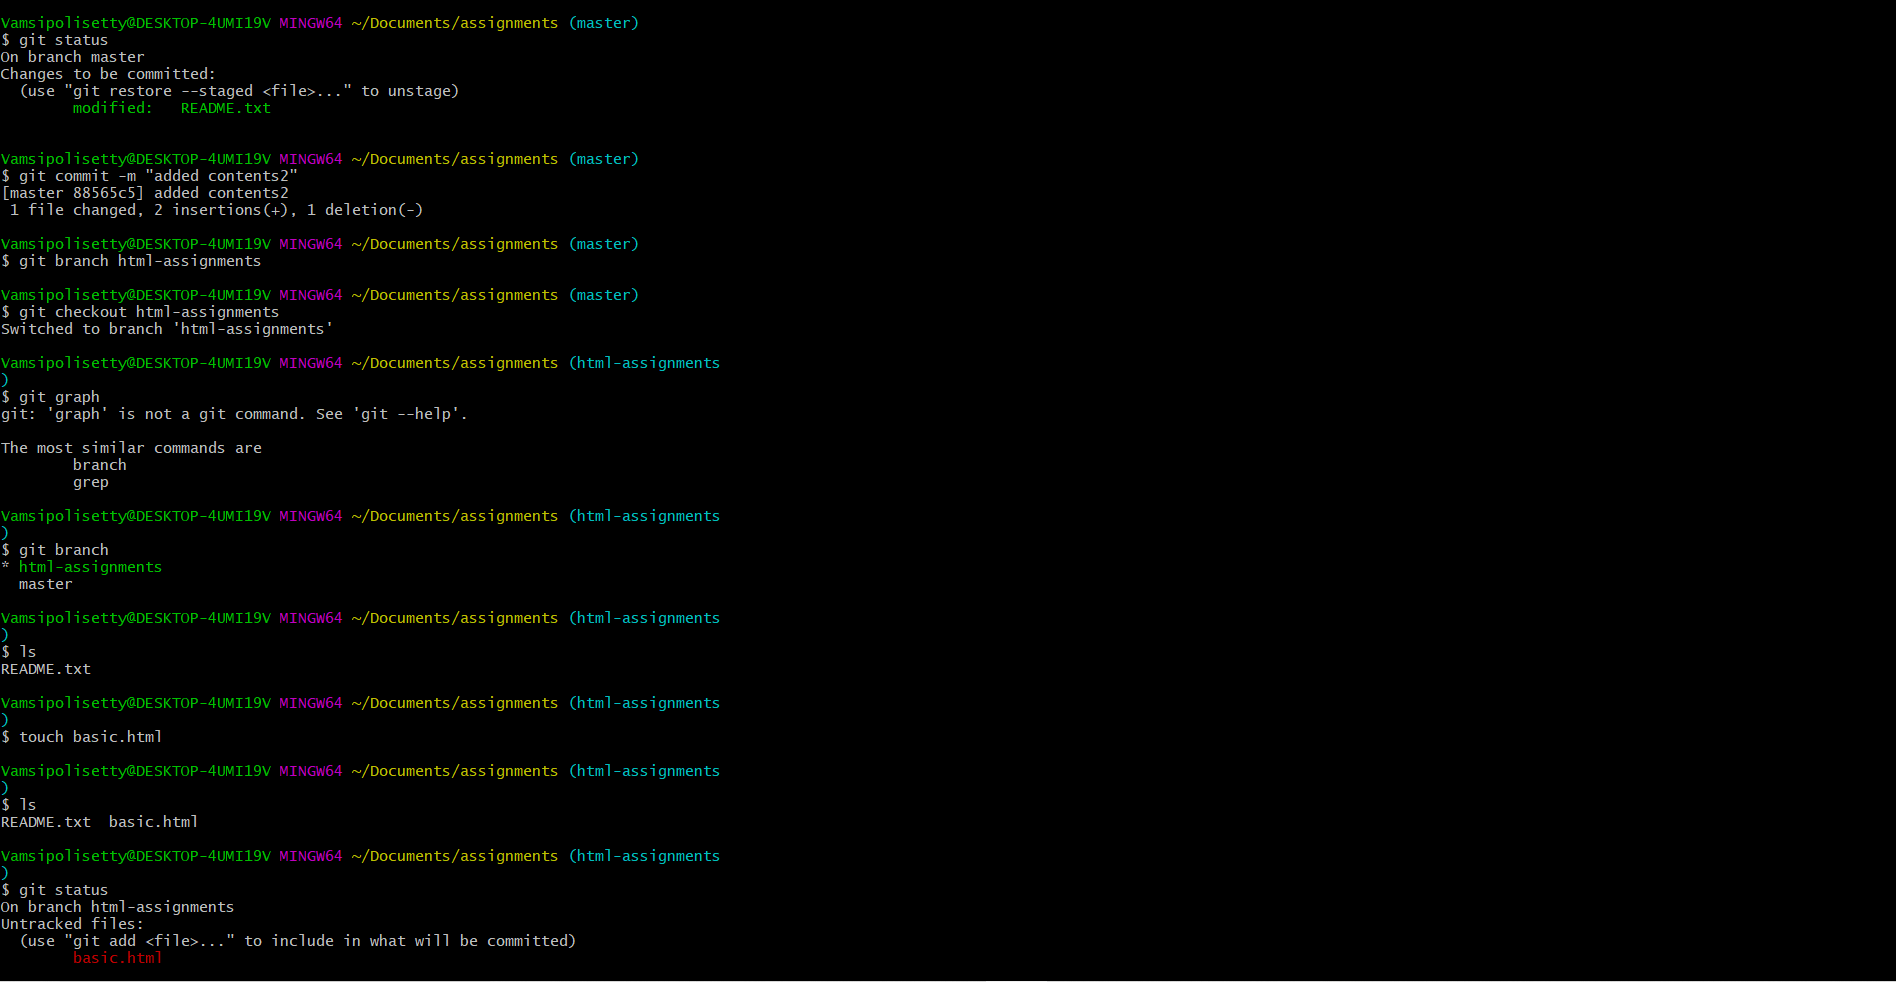 Vamsipolisetty@DESKTOP-4UMI19V MINGW64 ~/Documents/assignments (master)
$ git status
On branch master
Changes to be committed:
  (use "git restore --staged <file>..." to unstage)
        modified:   README.txt
Vamsipolisetty@DESKTOP-4UMI19V MINGW64 ~/Documents/assignments (master)
$ git commit -m "added contents2"
[master 88565c5] added contents2
 1 file changed, 2 insertions(+), 1 deletion(-)
Vamsipolisetty@DESKTOP-4UMI19V MINGW64 ~/Documents/assignments (master)
$ git branch html-assignments
Vamsipolisetty@DESKTOP-4UMI19V MINGW64 ~/Documents/assignments (master)
$ git checkout html-assignments
Switched to branch 'html-assignments'
Vamsipolisetty@DESKTOP-4UMI19V MINGW64 ~/Documents/assignments (html-assignments
)
$ git graph
git: 'graph' is not a git command. See 'git --help'.
The most similar commands are
        branch
        grep
Vamsipolisetty@DESKTOP-4UMI19V MINGW64 ~/Documents/assignments (html-assignments
)
$ git branch
* html-assignments
  master
Vamsipolisetty@DESKTOP-4UMI19V MINGW64 ~/Documents/assignments (html-assignments
)
$ ls
README.txt
Vamsipolisetty@DESKTOP-4UMI19V MINGW64 ~/Documents/assignments (html-assignments
)
$ touch basic.html
Vamsipolisetty@DESKTOP-4UMI19V MINGW64 ~/Documents/assignments (html-assignments
)
$ ls
README.txt  basic.html
Vamsipolisetty@DESKTOP-4UMI19V MINGW64 ~/Documents/assignments (html-assignments
)
$ git status
On branch html-assignments
Untracked files:
  (use "git add <file>..." to include in what will be committed)
        basic.html